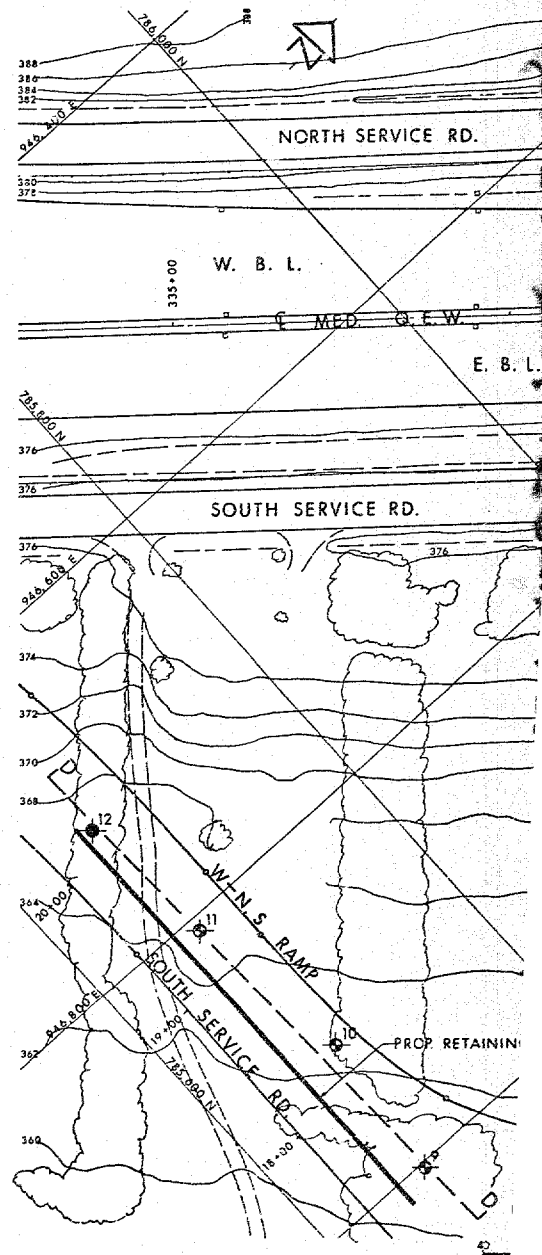 398
786,000 N
388
386
384
382
946,400 E
NORTH SERVICE RD.
380
378
W. B. L.
335+00
℄ MED. Q.E.W.
E. B. L.
785,800 N
376
376
SOUTH SERVICE RD.
376
376
946,600 E
374
372
370
D
368
12
W-N,S RAMP
364
20+00
11
SOUTH SERVICE RD.
946,800 E
19+00
10
PROP. RETAINING
362
785,600 N
9
360
18+00
D